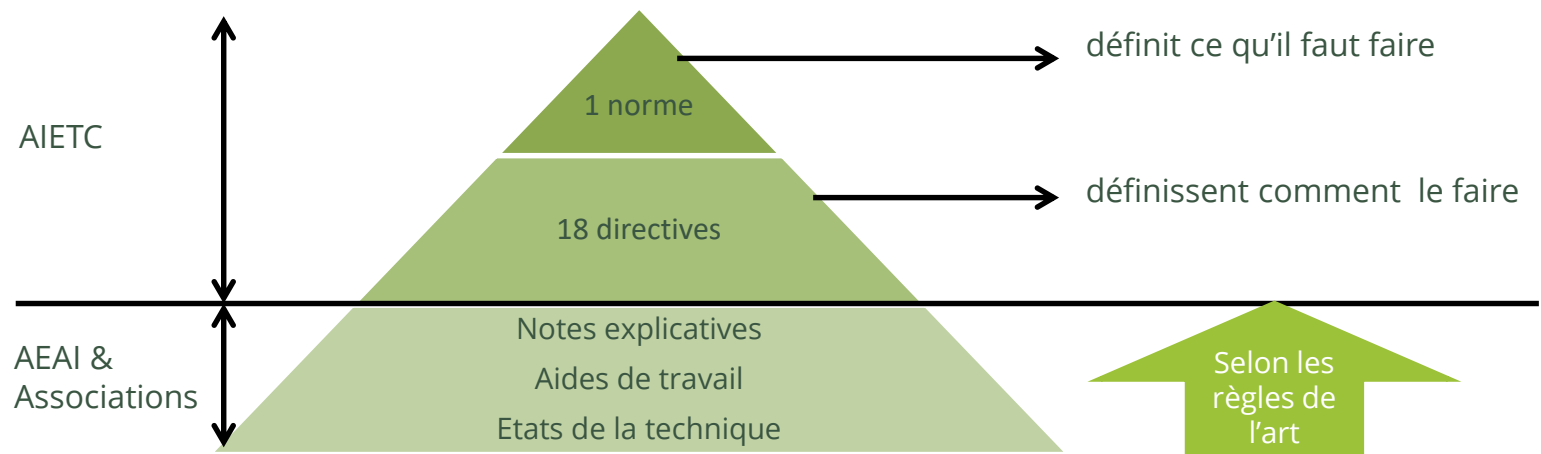 définit ce qu'il faut faire
1 norme
AIETC
définissent comment  le faire
18 directives
Notes explicatives
Aides de travail
Etats de la technique
AEAI &
Associations
Selon les
règles de
l'art